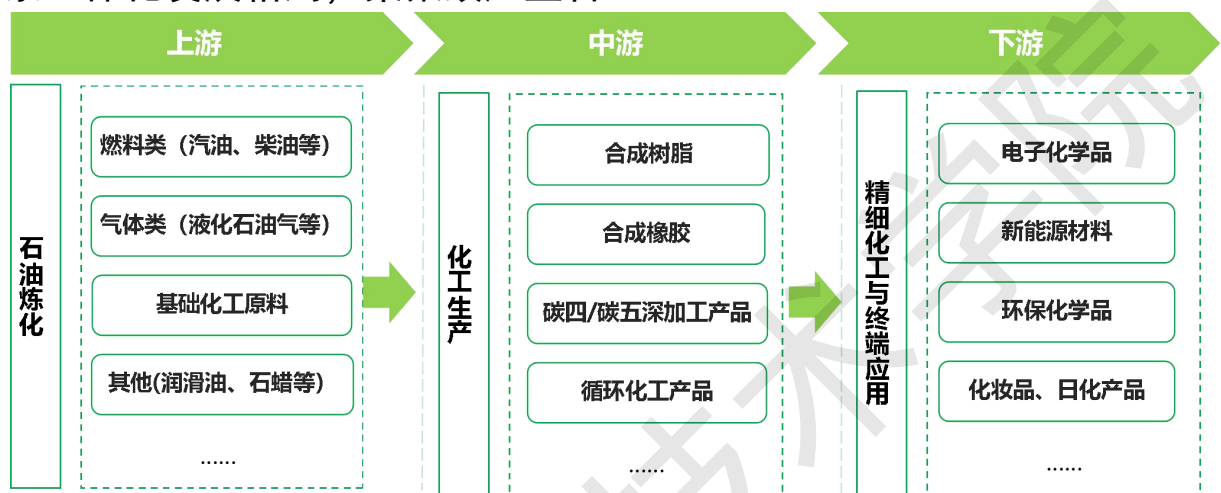 上游
中游
下游
石油炼化
燃料类（汽油、柴油等）
气体类（液化石油气等）
基础化工原料
其他(润滑油、石蜡等）
......
化工生产
合成树脂
合成橡胶
碳四/碳五深加工产品
循环化工产品
......
精细化工与终端应用
电子化学品
新能源材料
环保化学品
化妆品、日化产品
......
技术学院